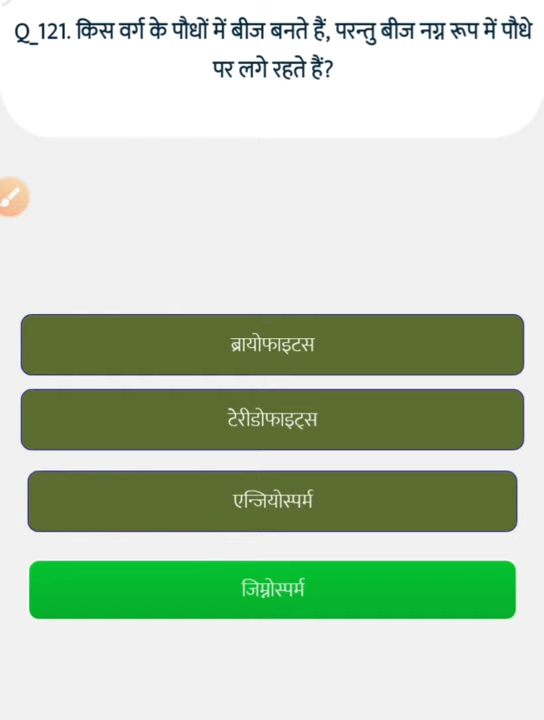 Q_121. किस वर्ग के पौधों में बीज बनते हैं, परन्तु बीज नग्न रूप में पौधे
पर लगे रहते हैं?
ब्रायोफाइटस
टेरीडोफाइट्स
एन्जियोस्पर्म
जिम्नोस्पर्म